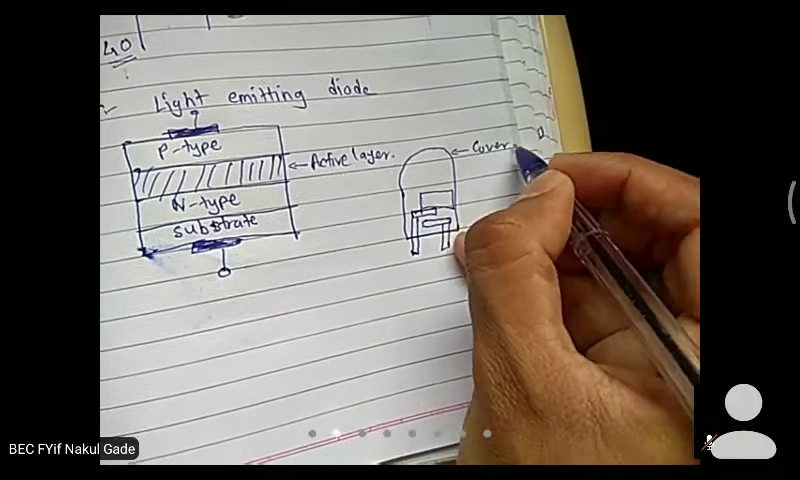 40
Light emitting diode
P-type
← Active layer.
← Cover
N-type
substrate
BEC FYif Nakul Gade